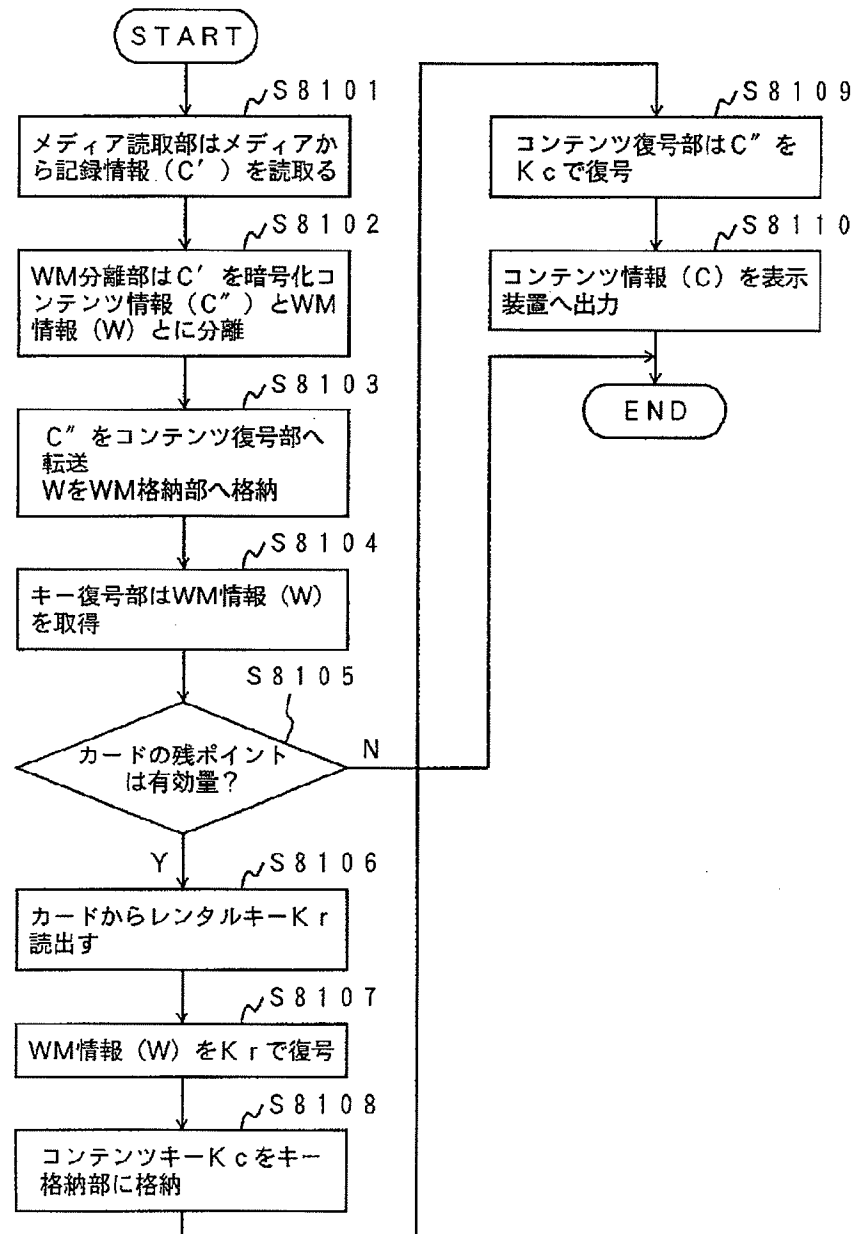 START
S8101
メディア読取部はメディアか
ら記録情報(C′)を読取る
S8102
WM分離部はC′を暗号化コ
ンテンツ情報(C″)とWM
情報(W)とに分離
S8103
C″をコンテンツ復号部へ
転送
WをWM格納部へ格納
S8104
キー復号部はWM情報(W)
を取得
S8105
カードの残ポイント
は有効量?
N
Y
S8106
カードからレンタルキーKr
読出す
S8107
WM情報(W)をKrで復号
S8108
コンテンツキーKcをキー
格納部に格納
S8109
コンテンツ復号部はC″を
Kcで復号
S8110
コンテンツ情報(C)を表示
装置へ出力
END